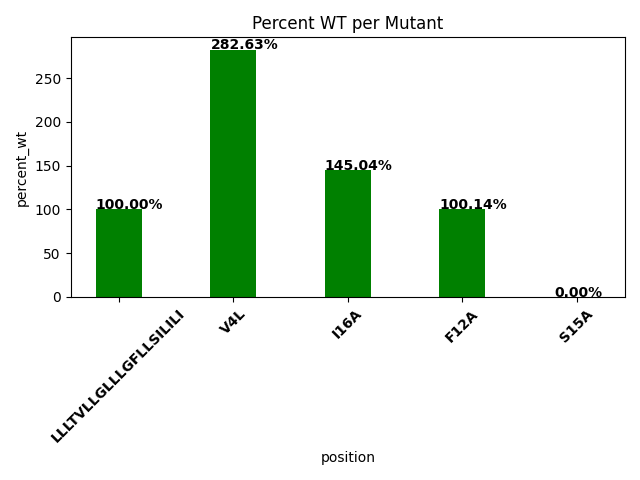 Percent WT per Mutant
282.63%
145.04%
100.00%
100.14%
0.00%
percent_wt
250
200
150
100
50
0
LLLTVLLGLLLGFLLSILILI
V4L
I16A
F12A
S15A
position